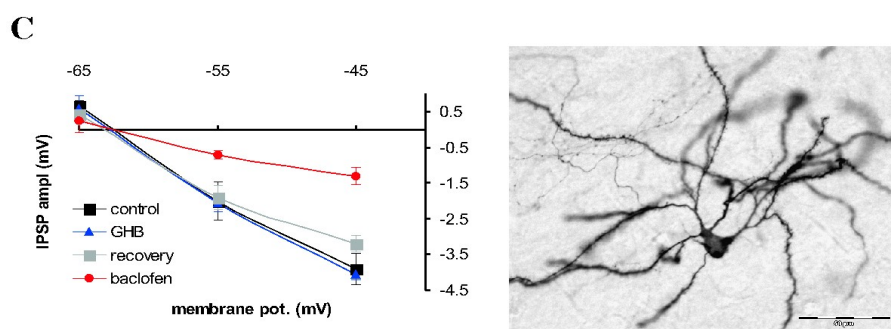 C
-65 -55 -45
0.5
-0.5
-1.5
-2.5
-3.5
-4.5
IPSP ampl (mV)
control
GHB
recovery
baclofen
membrane pot. (mV)